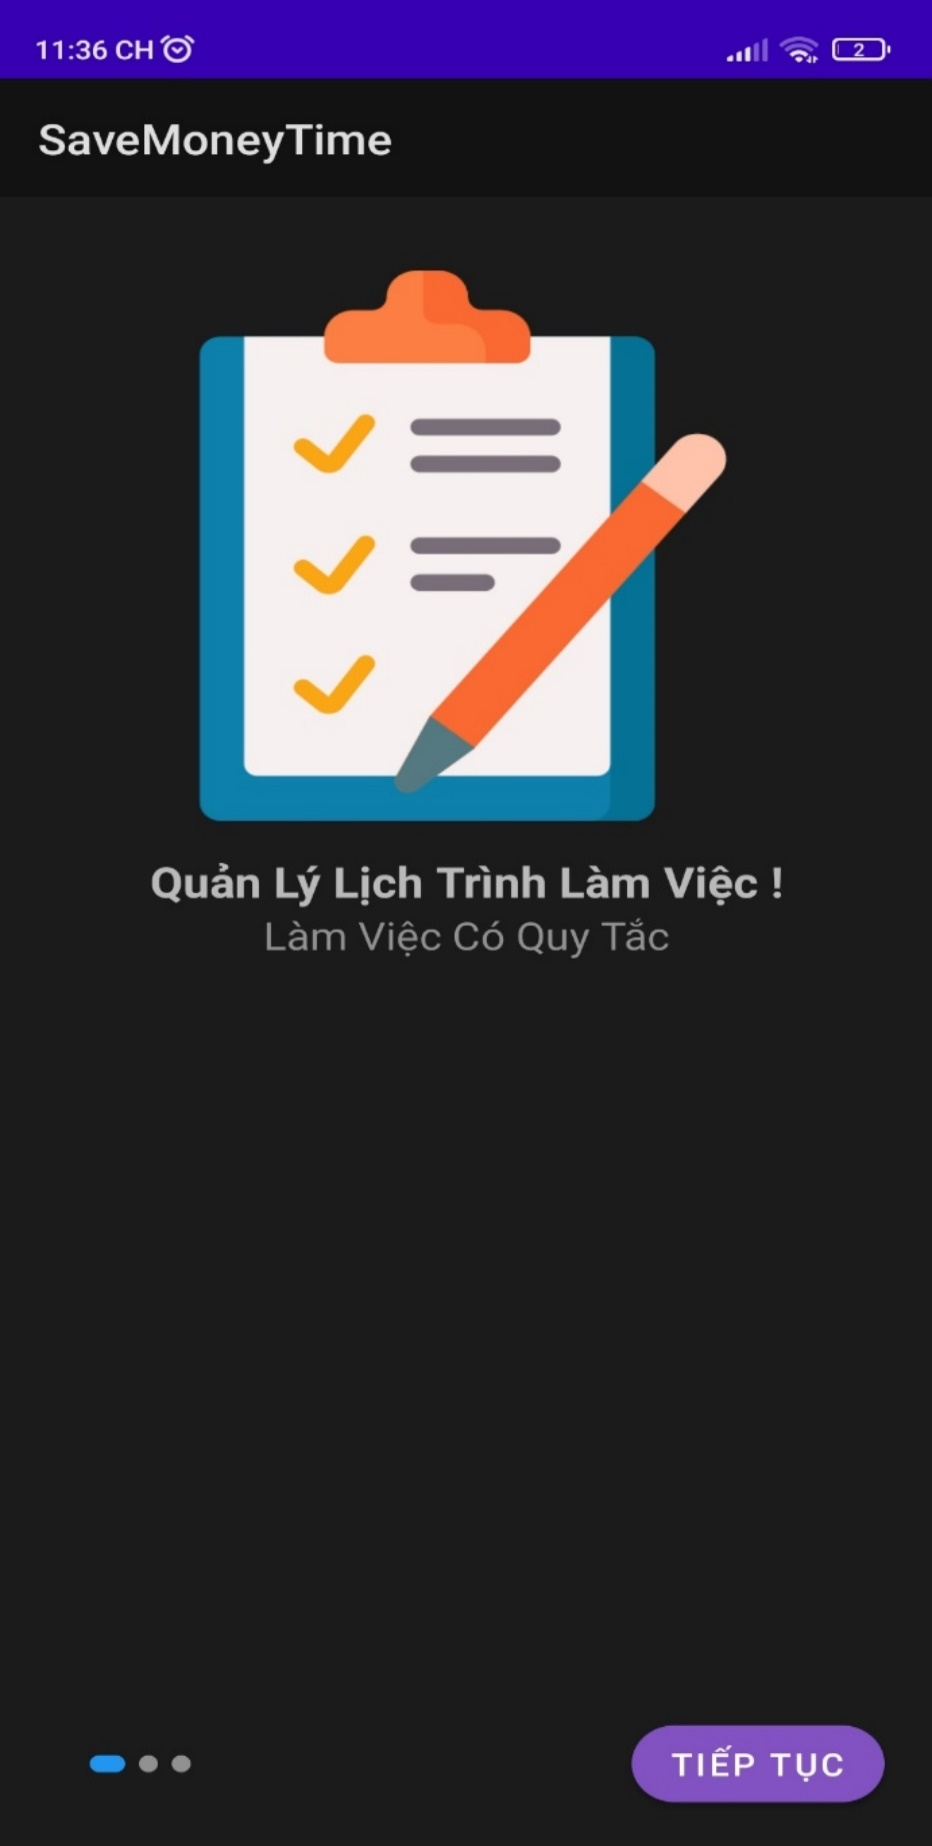 11:36 CH
2
SaveMoneyTime
Quản Lý Lịch Trình Làm Việc !
Làm Việc Có Quy Tắc
TIẾP TỤC